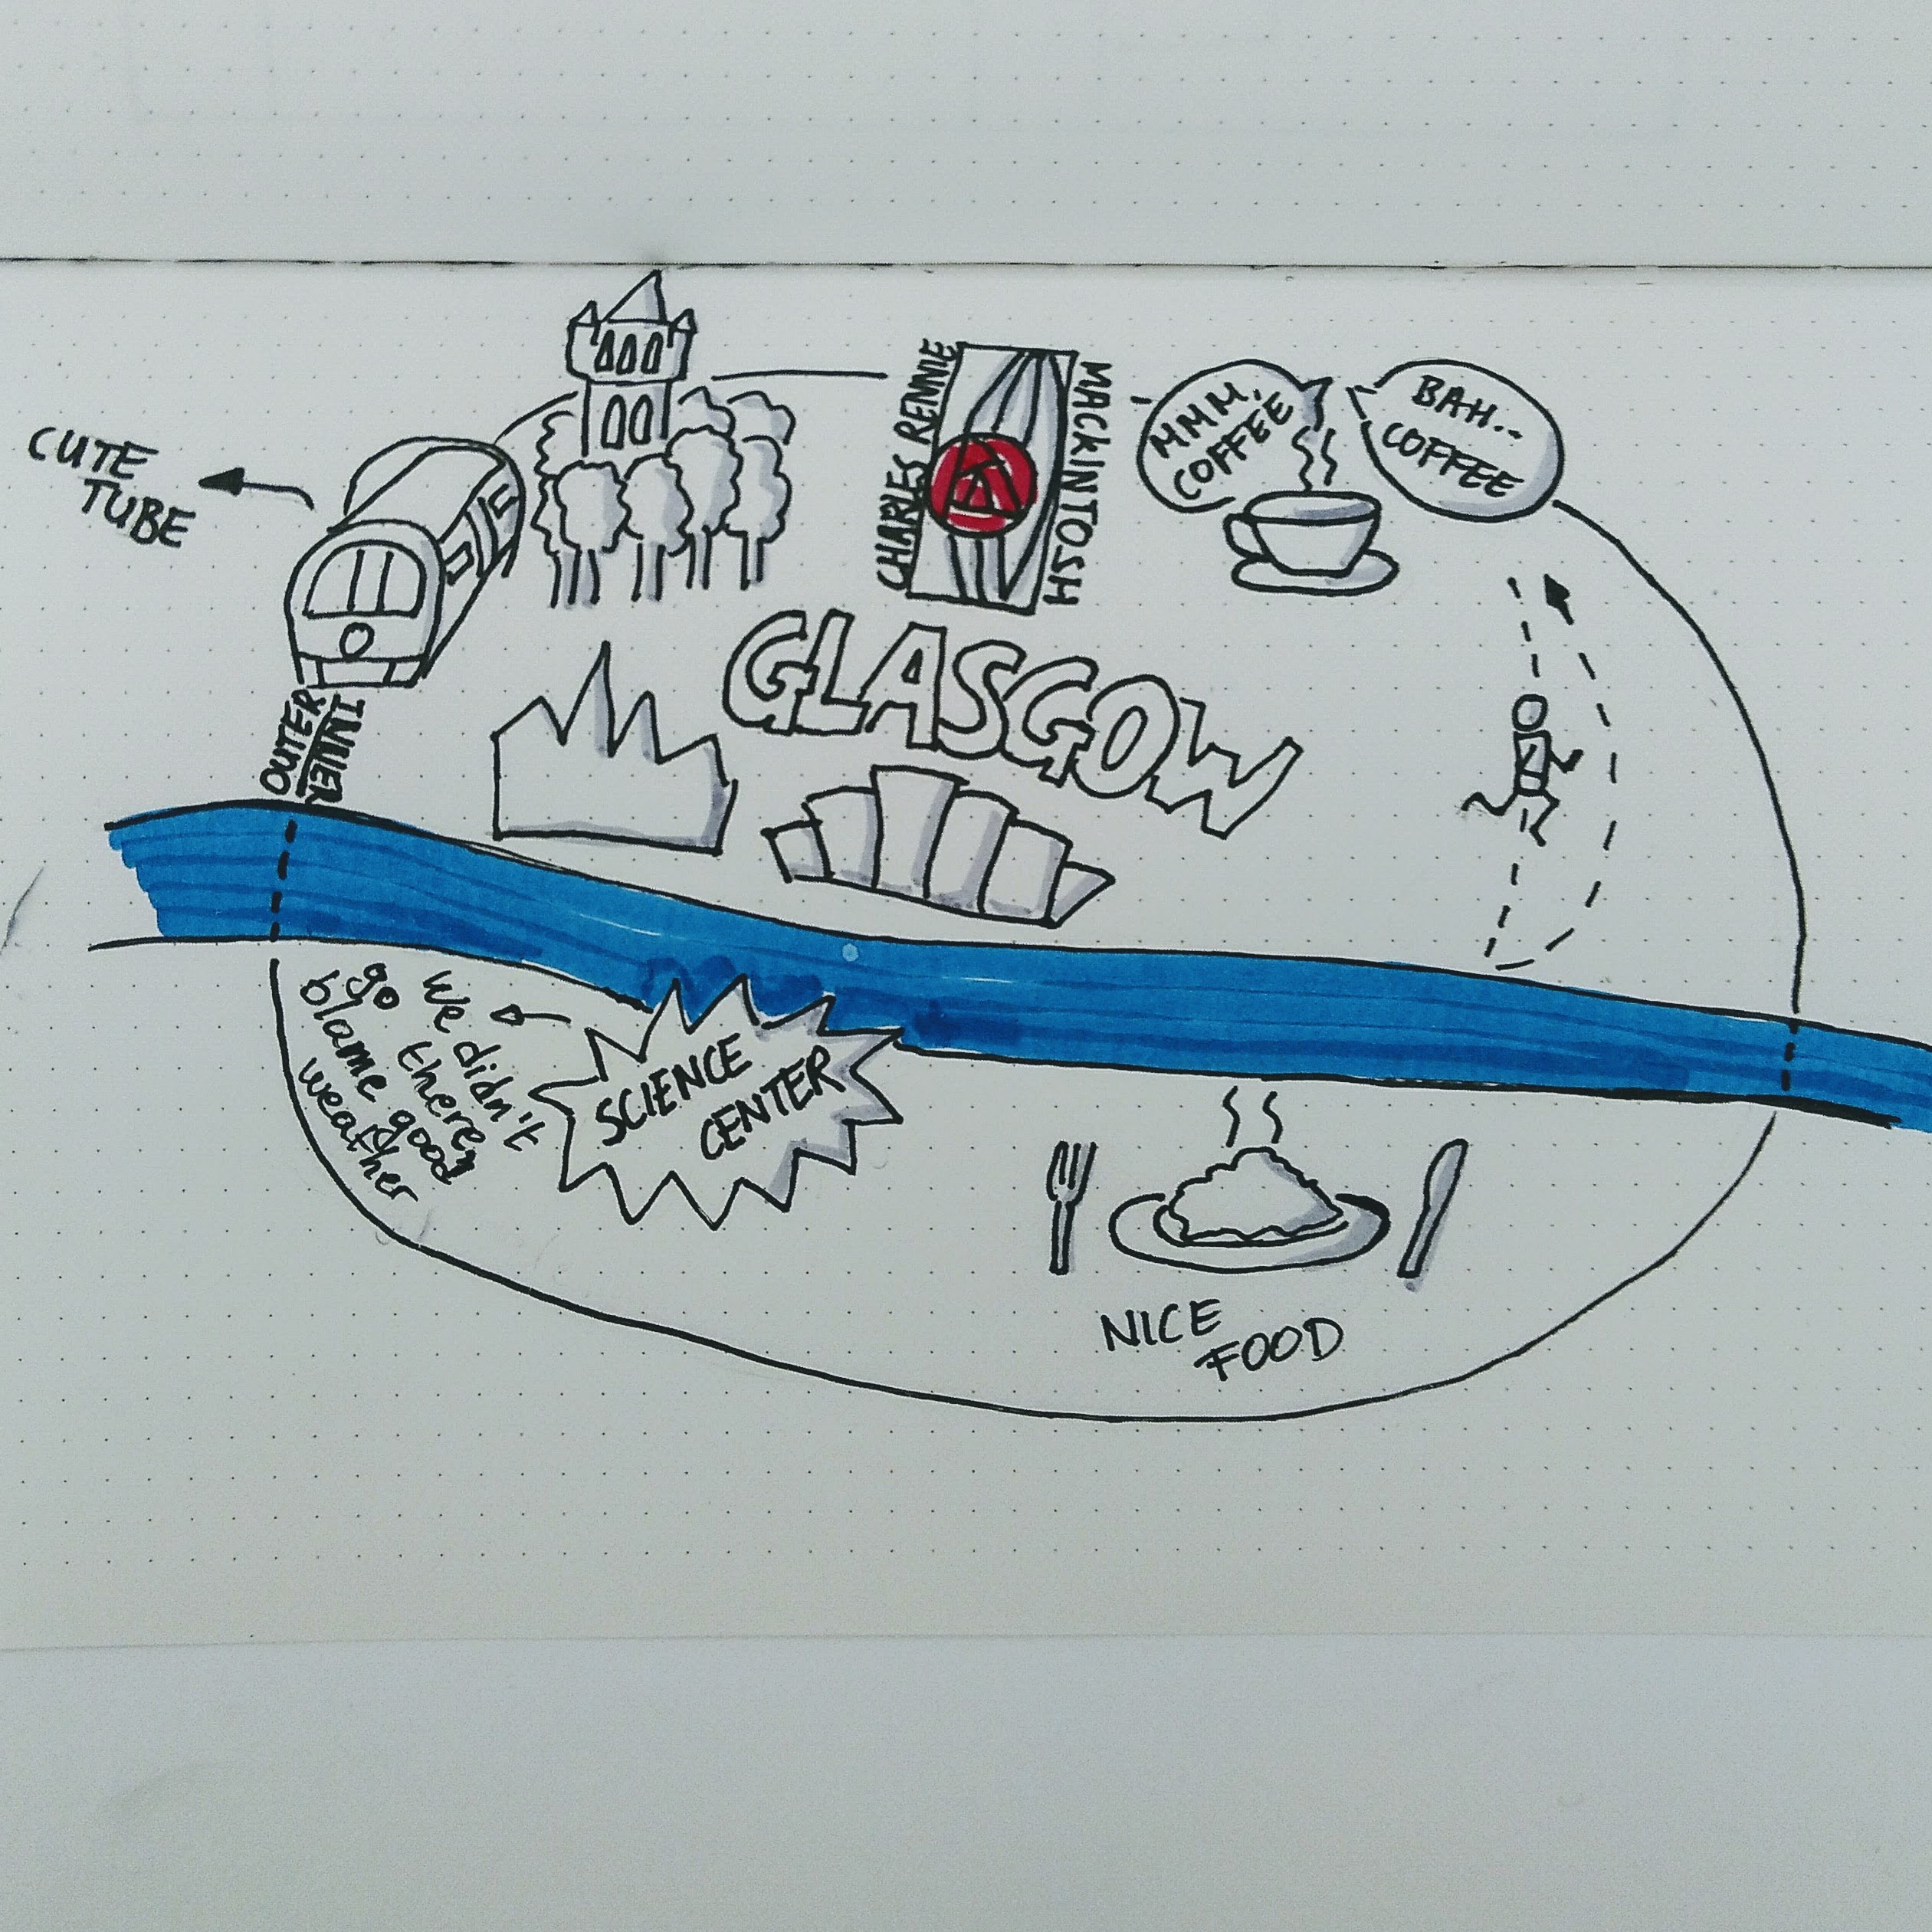 CUTE
TUBE
CHARLES RENNIE
MACKINTOSH
MMM..
COFFEE
BAH..
COFFEE
GLASGOW
OUTER
INNER
We didn't
go there,
blame good
weather
SCIENCE
CENTER
NICE
FOOD